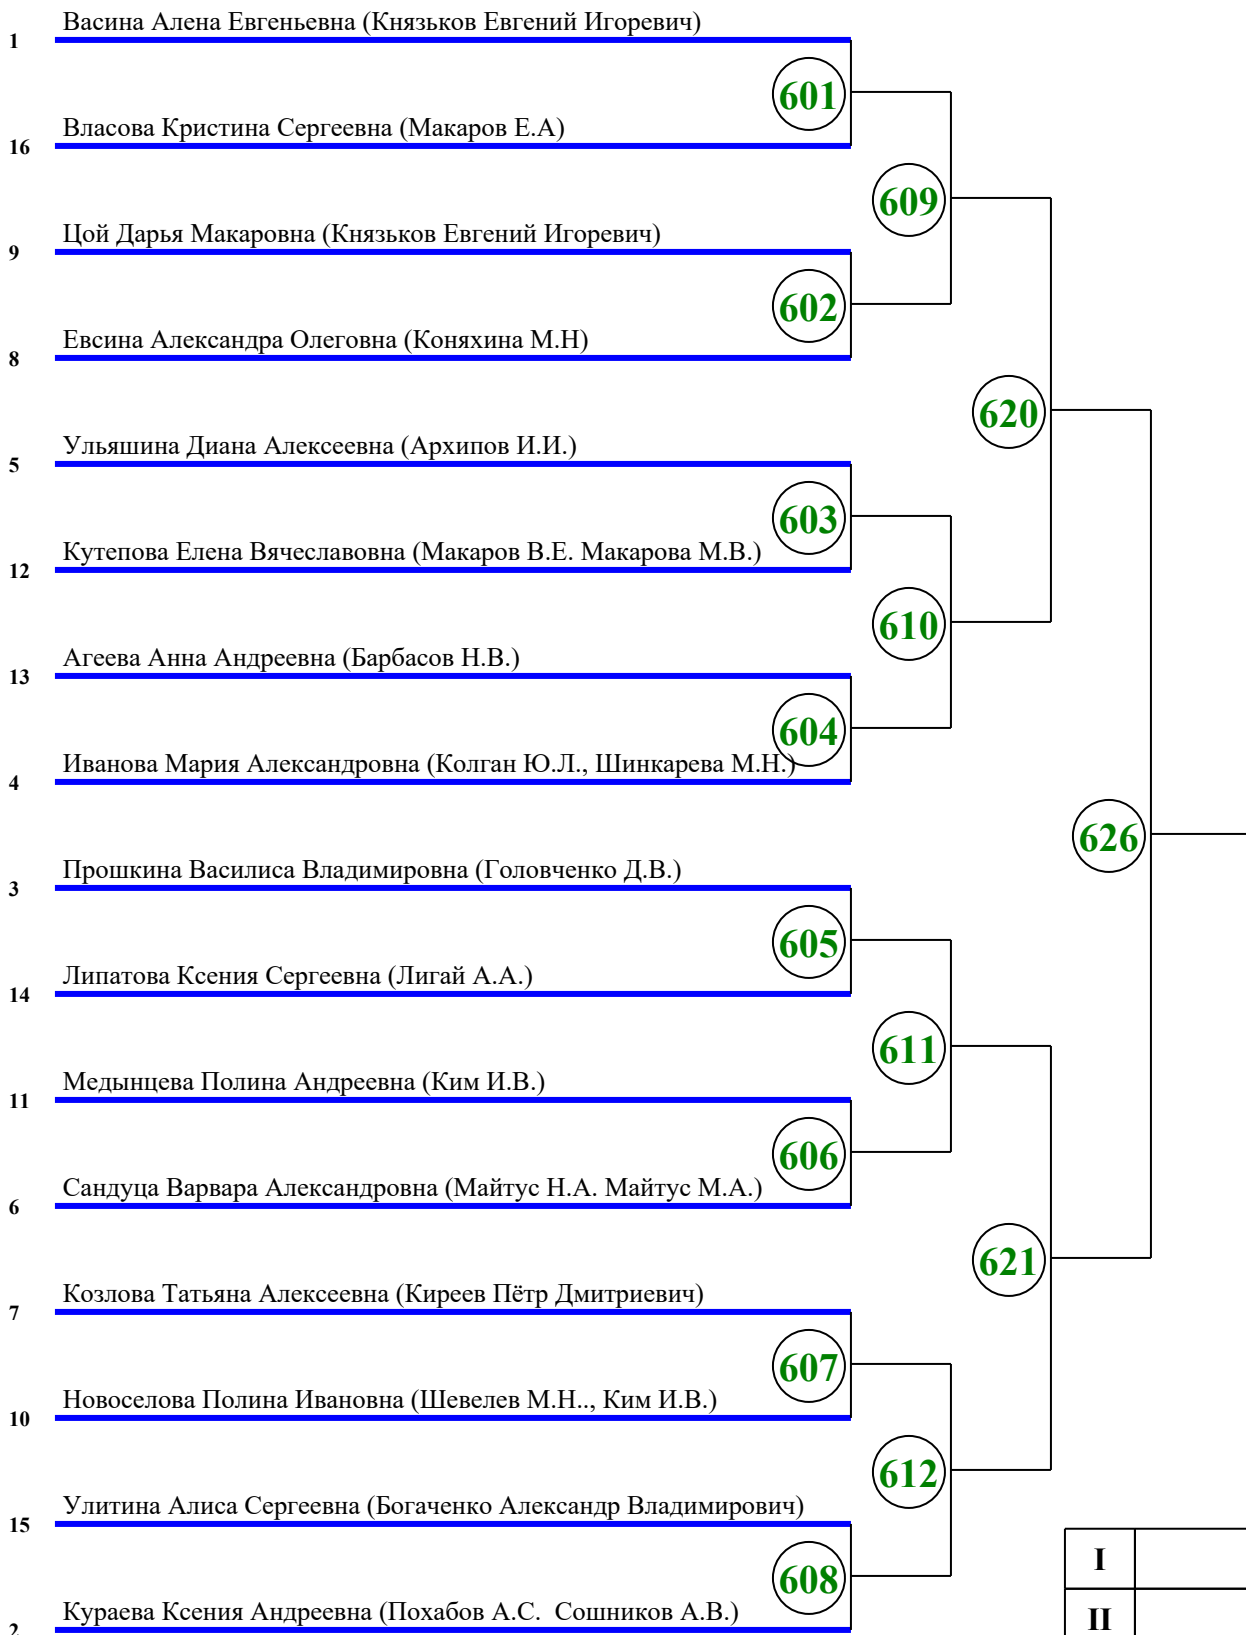 Васина Алена Евгеньевна (Князьков Евгений Игоревич)
1
601
Власова Кристина Сергеевна (Макаров Е.А)
16
609
Цой Дарья Макаровна (Князьков Евгений Игоревич)
9
602
Евсина Александра Олеговна (Коняхина М.Н)
8
620
Ульяшина Диана Алексеевна (Архипов И.И.)
5
603
Кутепова Елена Вячеславовна (Макаров В.Е. Макарова М.В.)
12
610
Агеева Анна Андреевна (Барбасов Н.В.)
13
604
Иванова Мария Александровна (Колган Ю.Л., Шинкарева М.Н.)
4
626
Прошкина Василиса Владимировна (Головченко Д.В.)
3
605
Липатова Ксения Сергеевна (Лигай А.А.)
14
611
Медынцева Полина Андреевна (Ким И.В.)
11
606
Сандуца Варвара Александровна (Майтус Н.А. Майтус М.А.)
6
621
Козлова Татьяна Алексеевна (Киреев Пётр Дмитриевич)
7
607
Новоселова Полина Ивановна (Шевелев М.Н.., Ким И.В.)
10
612
Улитина Алиса Сергеевна (Богаченко Александр Владимирович)
15
I
608
Кураева Ксения Андреевна (Похабов А.С.  Сошников А.В.)
II
2